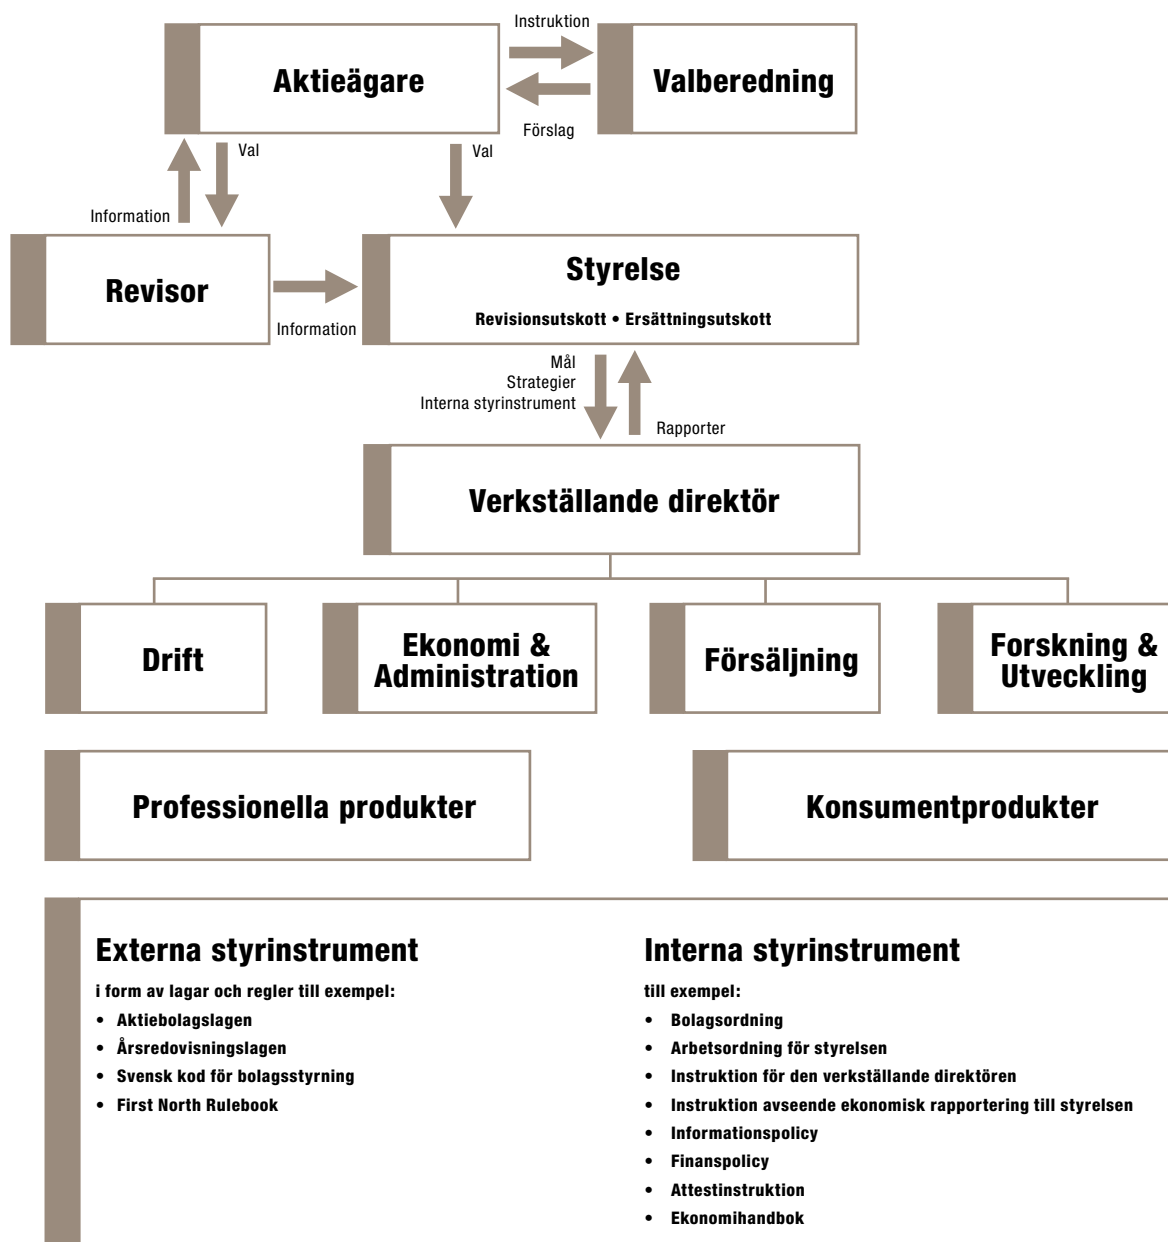 Instruktion
Aktieägare
Valberedning
Förslag
Val
Val
Information
Revisor
Styrelse
Revisionsutskott • Ersättningsutskott
Information
Mål
Strategier
Interna styrinstrument
Rapporter
Verkställande direktör
Drift
Ekonomi &
Administration
Försäljning
Forskning &
Utveckling
Professionella produkter
Konsumentprodukter
Externa styrinstrument
i form av lagar och regler till exempel:
• Aktiebolagslagen
• Årsredovisningslagen
• Svensk kod för bolagsstyrning
• First North Rulebook
Interna styrinstrument
till exempel:
• Bolagsordning
• Arbetsordning för styrelsen
• Instruktion för den verkställande direktören
• Instruktion avseende ekonomisk rapportering till styrelsen
• Informationspolicy
• Finanspolicy
• Attestinstruktion
• Ekonomihandbok